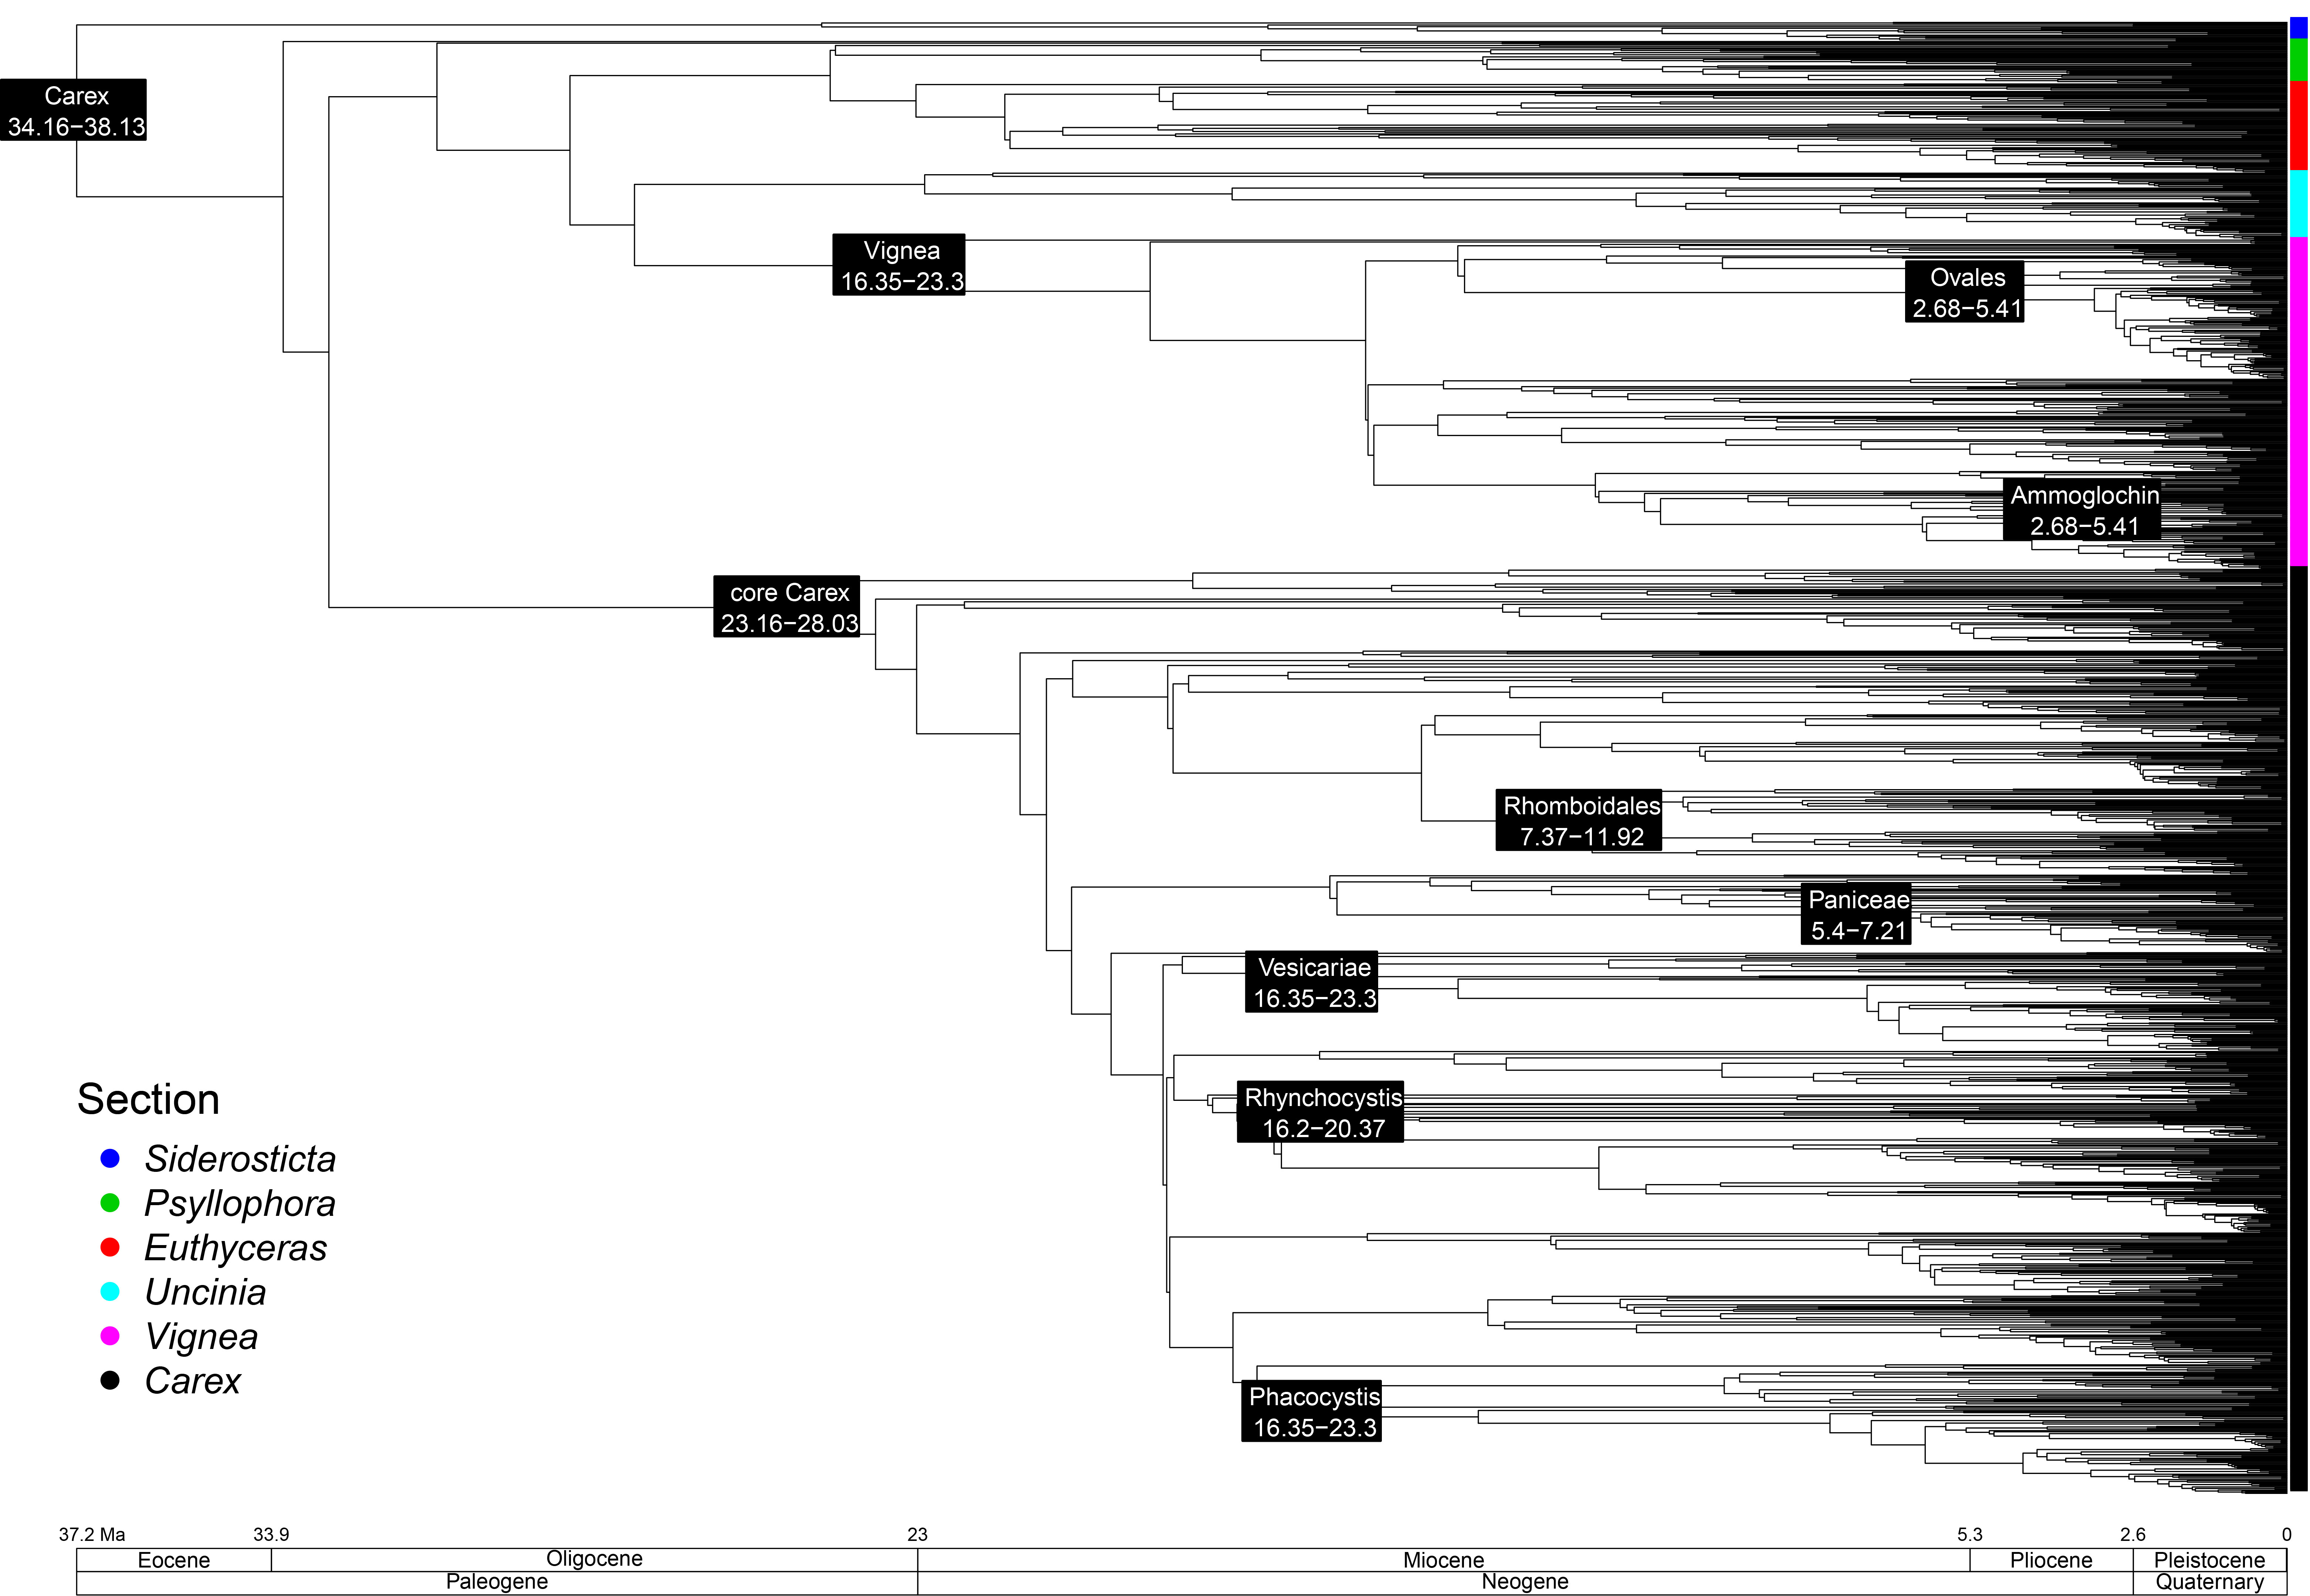 Carex
34.16−38.13
Vignea
16.35−23.3
Ovales
2.68−5.41
Ammoglochin
2.68−5.41
core Carex
23.16−28.03
Rhomboidales
7.37−11.92
Paniceae
5.4−7.21
Vesicariae
16.35−23.3
Rhynchocystis
16.2−20.37
Phacocystis
16.35−23.3
Section
Siderosticta
Psyllophora
Euthyceras
Uncinia
Vignea
Carex
37.2 Ma 33.9 23 5.3 2.6 0
Eocene Oligocene Miocene Pliocene Pleistocene
Paleogene Neogene Quaternary